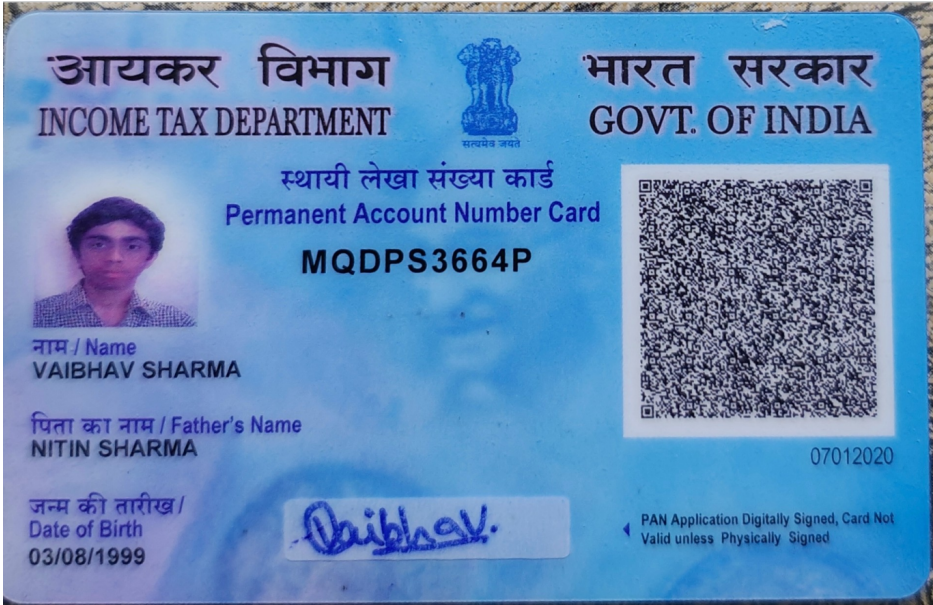 आयकर विभाग
INCOME TAX DEPARTMENT
सत्यमेव जयते
भारत सरकार
GOVT. OF INDIA
स्थायी लेखा संख्या कार्ड
Permanent Account Number Card
MQDPS3664P
नाम / Name
VAIBHAV SHARMA
पिता का नाम / Father's Name
NITIN SHARMA
07012020
जन्म की तारीख /
Date of Birth
03/08/1999
Vaibhav.
PAN Application Digitally Signed, Card Not
Valid unless Physically Signed